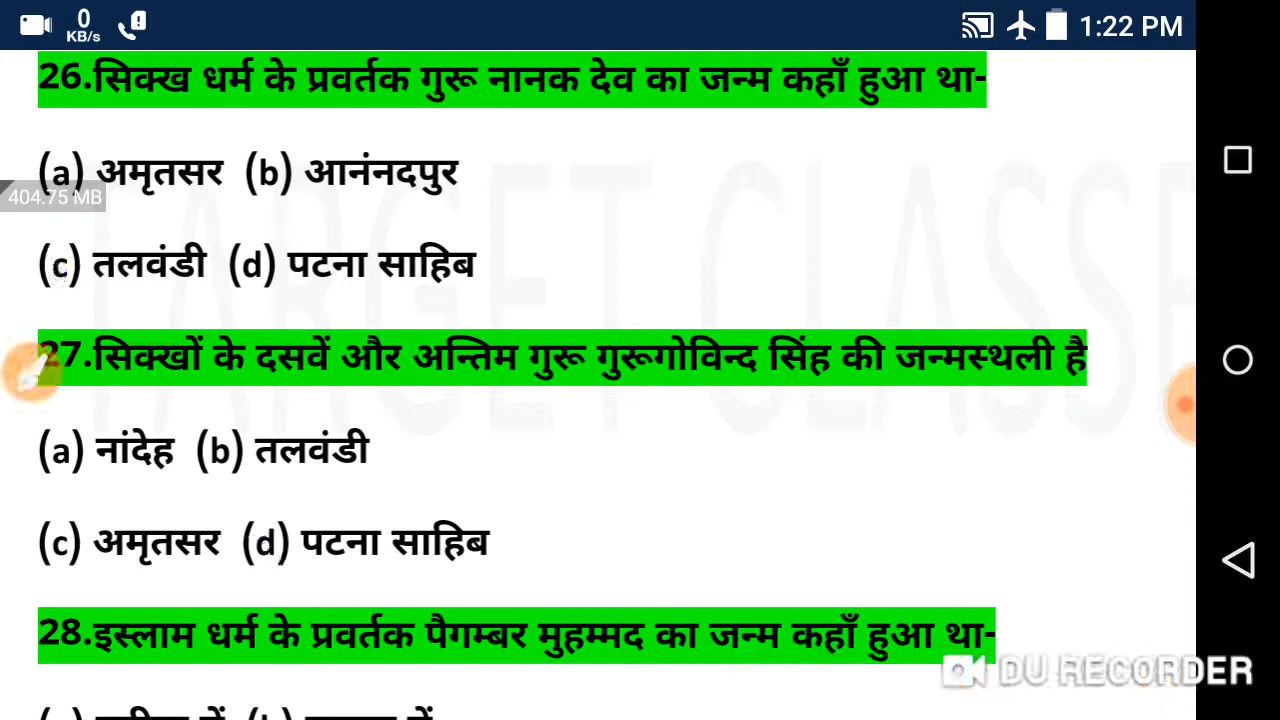 0
KB/s
1:22 PM
26.सिक्ख धर्म के प्रवर्तक गुरू नानक देव का जन्म कहाँ हुआ था-
(a) अमृतसर (b) आनंनदपुर
404.75 MB
(c) तलवंडी (d) पटना साहिब
TARGET CLASSE
27.सिक्खों के दसवें और अन्तिम गुरू गुरूगोविन्द सिंह की जन्मस्थली है
(a) नांदेह (b) तलवंडी
(c) अमृतसर (d) पटना साहिब
28.इस्लाम धर्म के प्रवर्तक पैगम्बर मुहम्मद का जन्म कहाँ हुआ था-
DU RECORDER